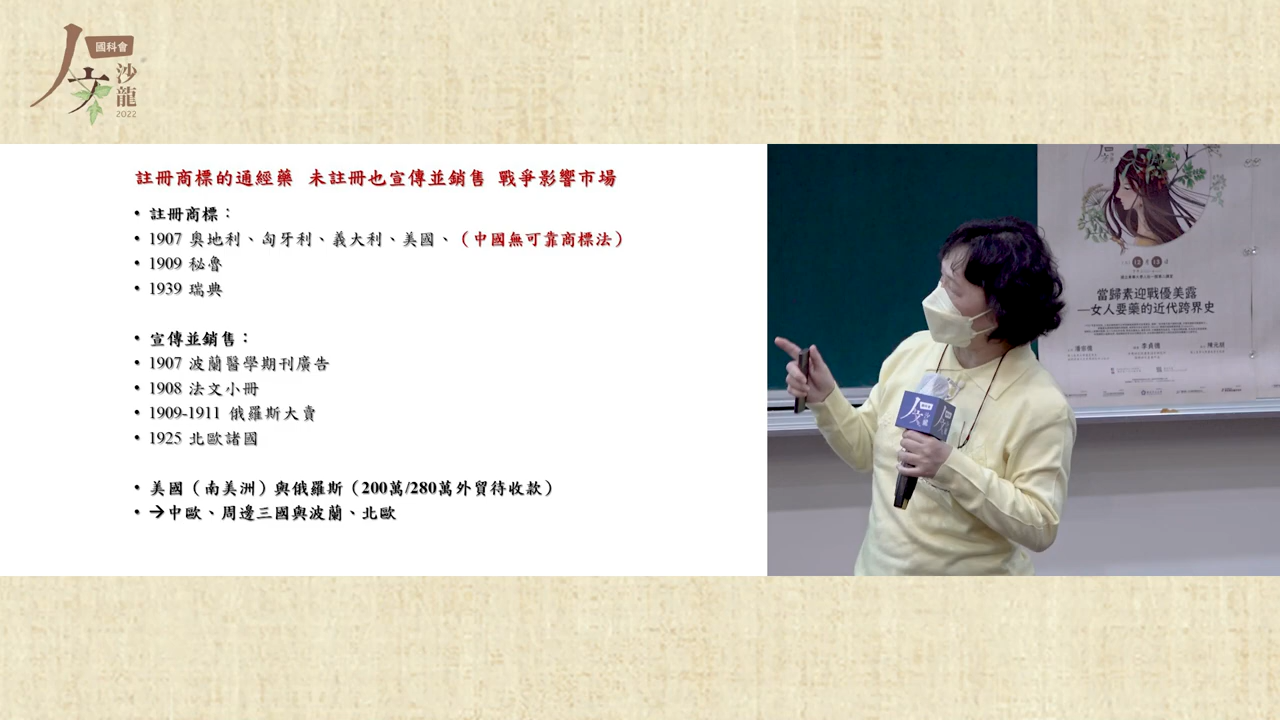 國科會
人文
沙龍
2022
註冊商標的通經藥 未註冊也宣傳並銷售 戰爭影響市場
• 註冊商標：
• 1907 奧地利、匈牙利、義大利、美國、（中國無可靠商標法）
• 1909 秘魯
• 1939 瑞典
• 宣傳並銷售：
• 1907 波蘭醫學期刊廣告
• 1908 法文小冊
• 1909-1911 俄羅斯大賣
• 1925 北歐諸國
• 美國（南美洲）與俄羅斯（200萬/280萬外貿待收款）
• →中歐、周邊三國與波蘭、北歐
當歸素迎戰優美露
—女人要藥的近代跨界史
人文
沙龍